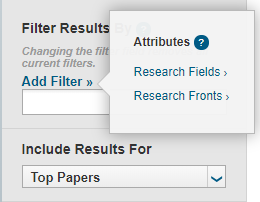 Filter Results By
Changing the
current filters.
Add Filter »
Attributes ?
Research Fields ›
Research Fronts ›
Include Results For
Top Papers